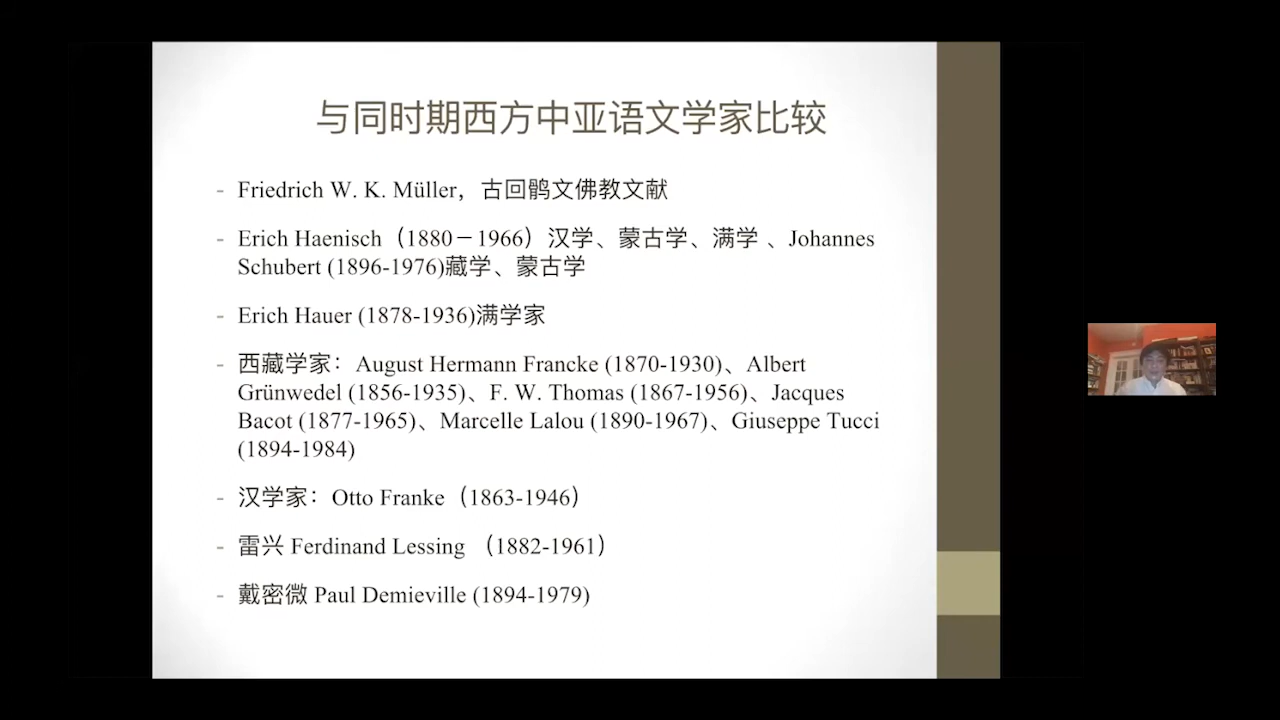 与同时期西方中亚语文学家比较
- Friedrich W. K. Müller，古回鹘文佛教文献
- Erich Haenisch（1880－1966）汉学、蒙古学、满学 、Johannes
Schubert (1896-1976)藏学、蒙古学
- Erich Hauer (1878-1936)满学家
- 西藏学家：August Hermann Francke (1870-1930)、Albert
Grünwedel (1856-1935)、F. W. Thomas (1867-1956)、Jacques
Bacot (1877-1965)、Marcelle Lalou (1890-1967)、Giuseppe Tucci
(1894-1984)
- 汉学家：Otto Franke（1863-1946）
- 雷兴 Ferdinand Lessing （1882-1961）
- 戴密微 Paul Demieville (1894-1979)